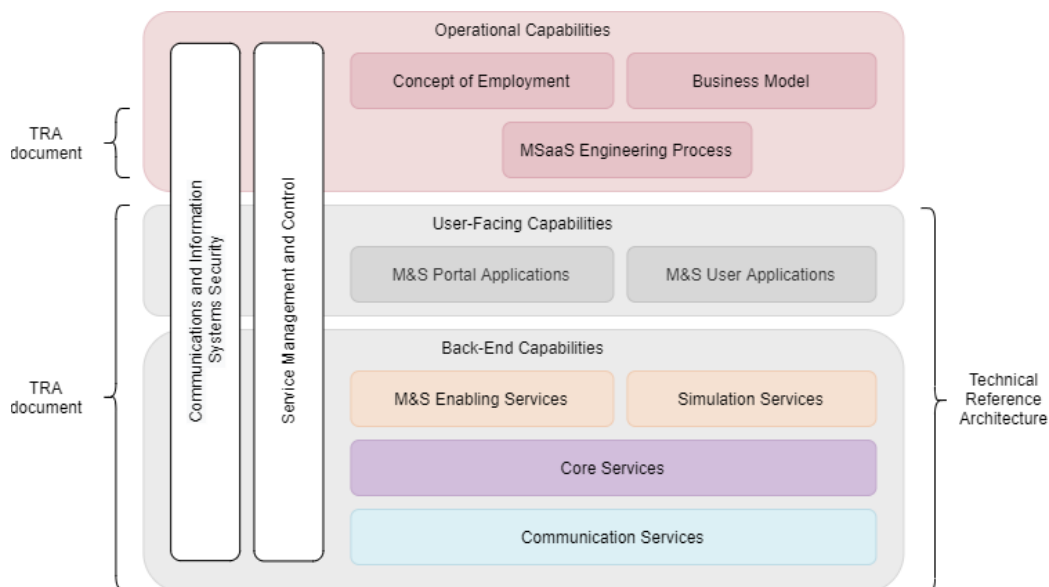 Operational Capabilities
Concept of Employment
Business Model
MSaaS Engineering Process
TRA
document
Communications and Information
Systems Security
Service Management and Control
User-Facing Capabilities
M&S Portal Applications
M&S User Applications
Back-End Capabilities
M&S Enabling Services
Simulation Services
Core Services
Communication Services
TRA
document
Technical
Reference
Architecture